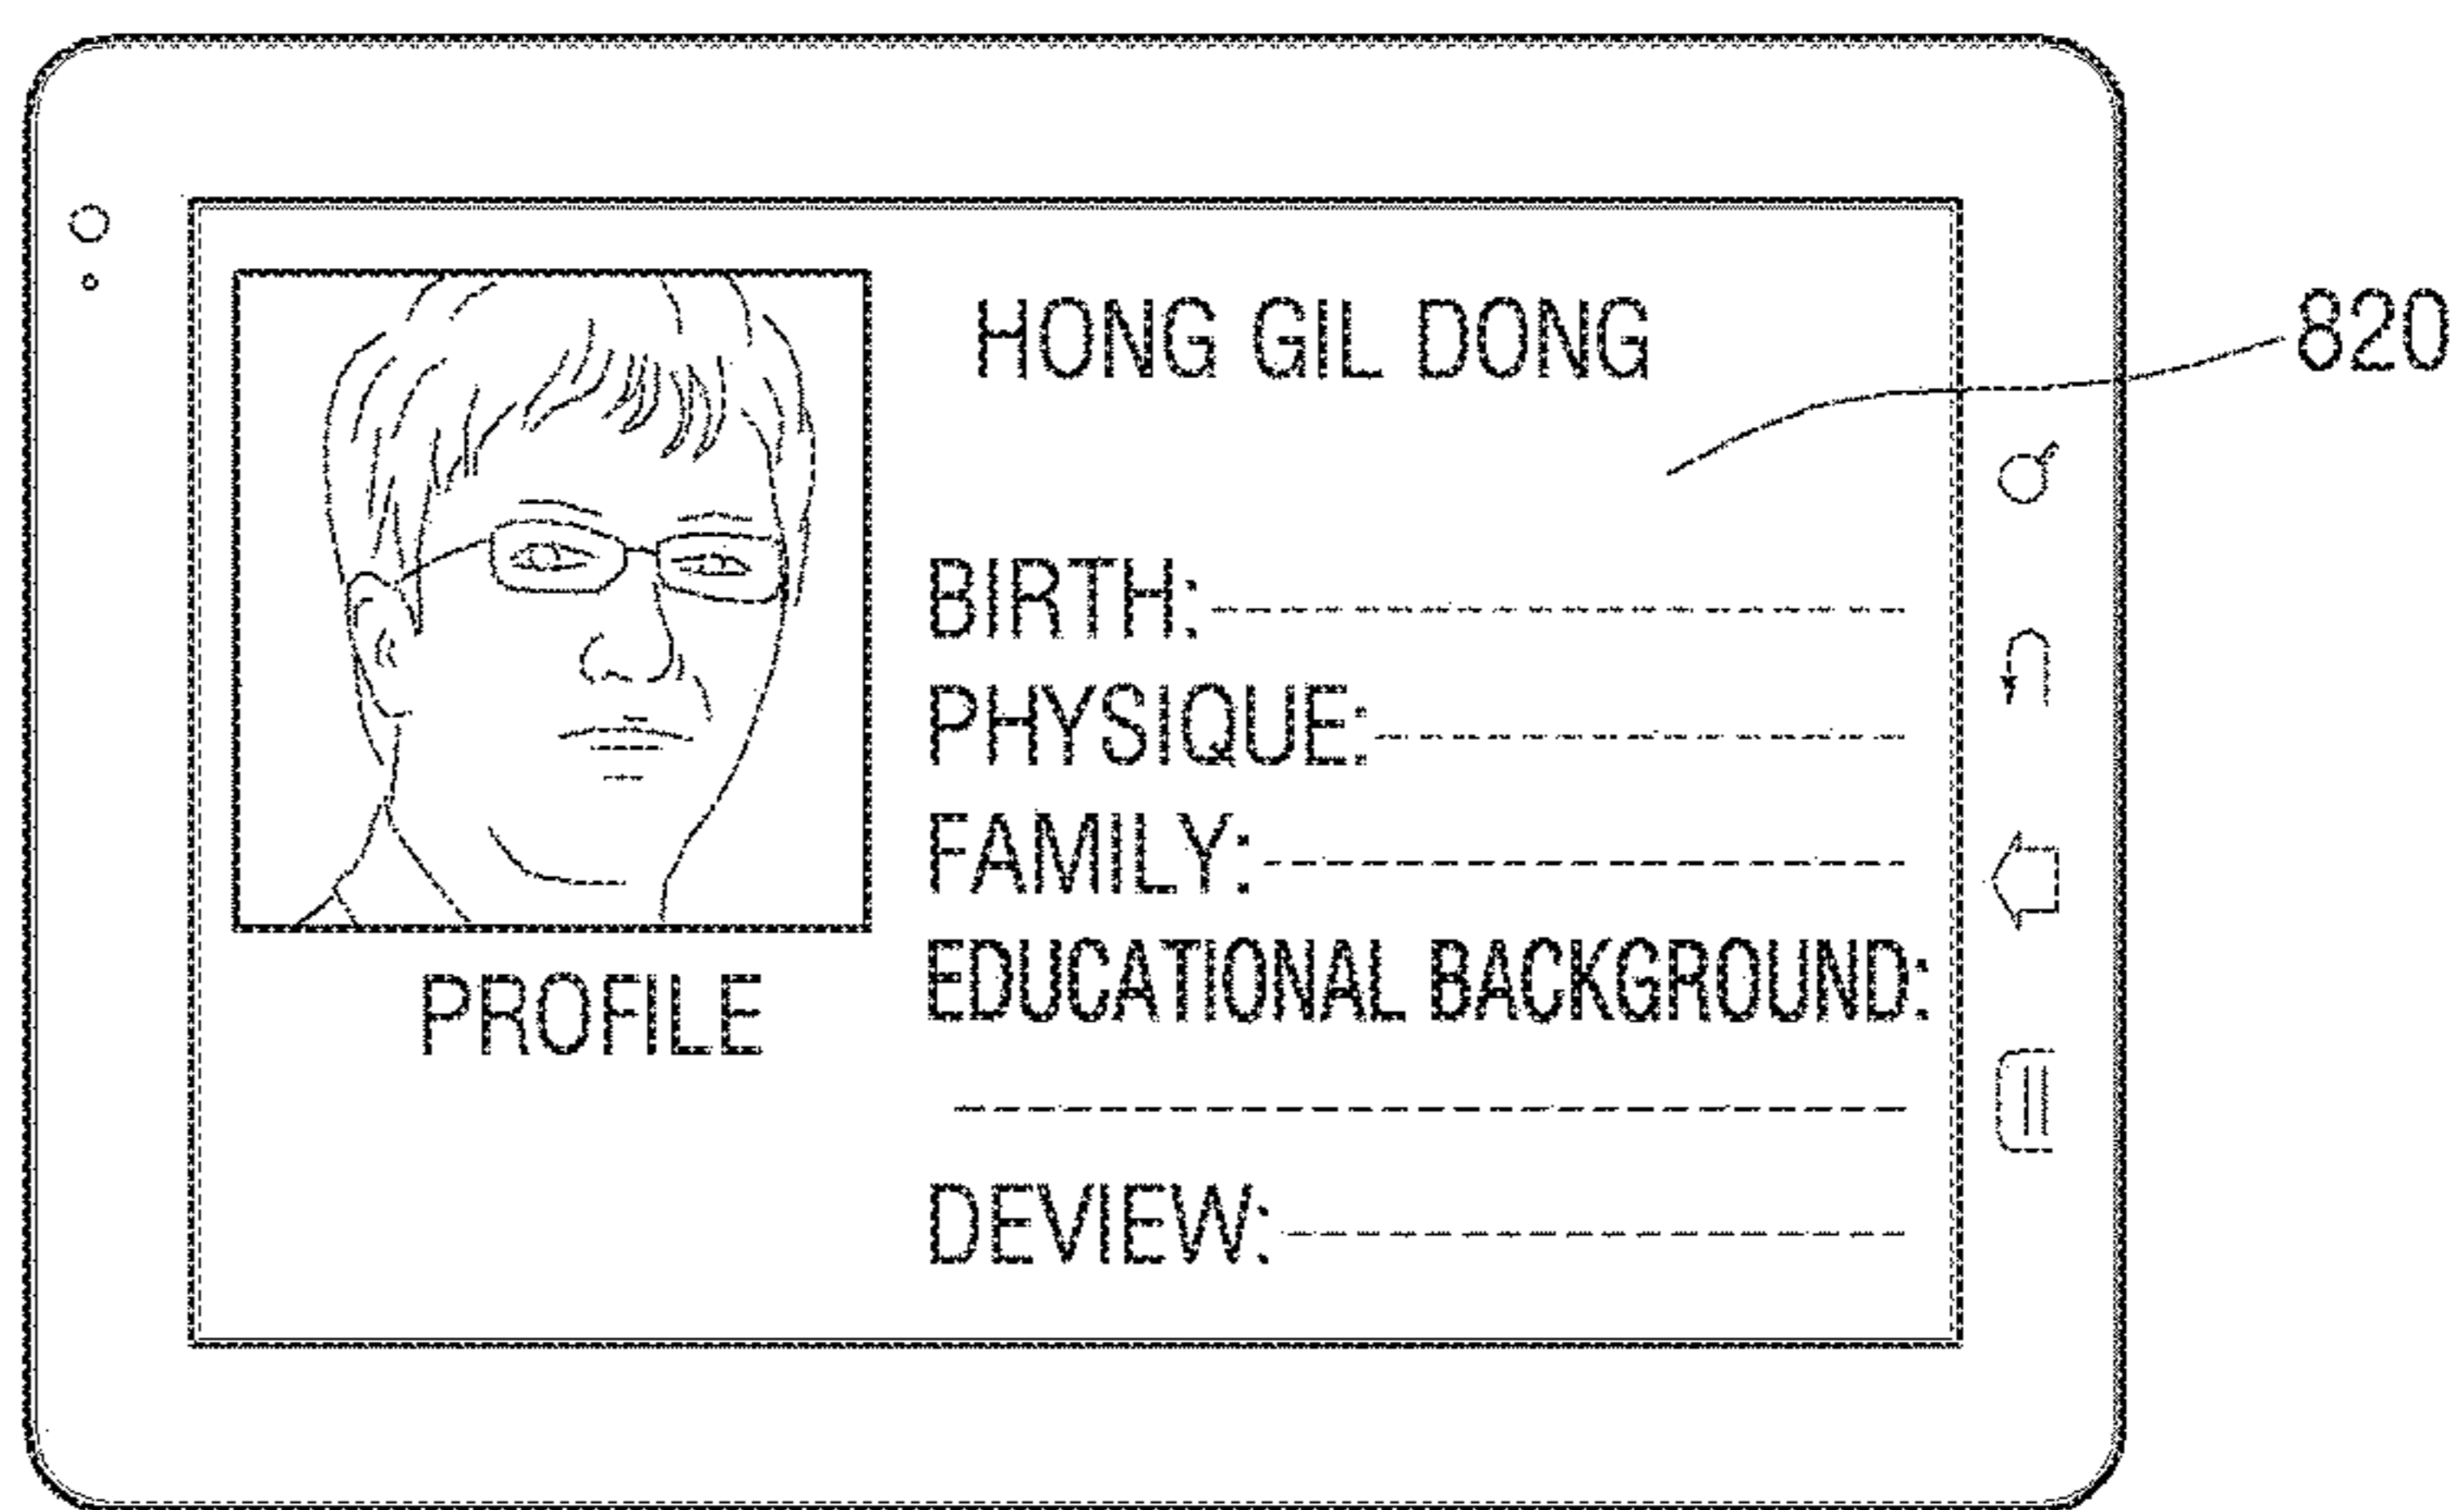 HONG GIL DONG
820
BIRTH:
PHYSIQUE:
FAMILY:
EDUCATIONAL BACKGROUND:
PROFILE
DEVIEW: